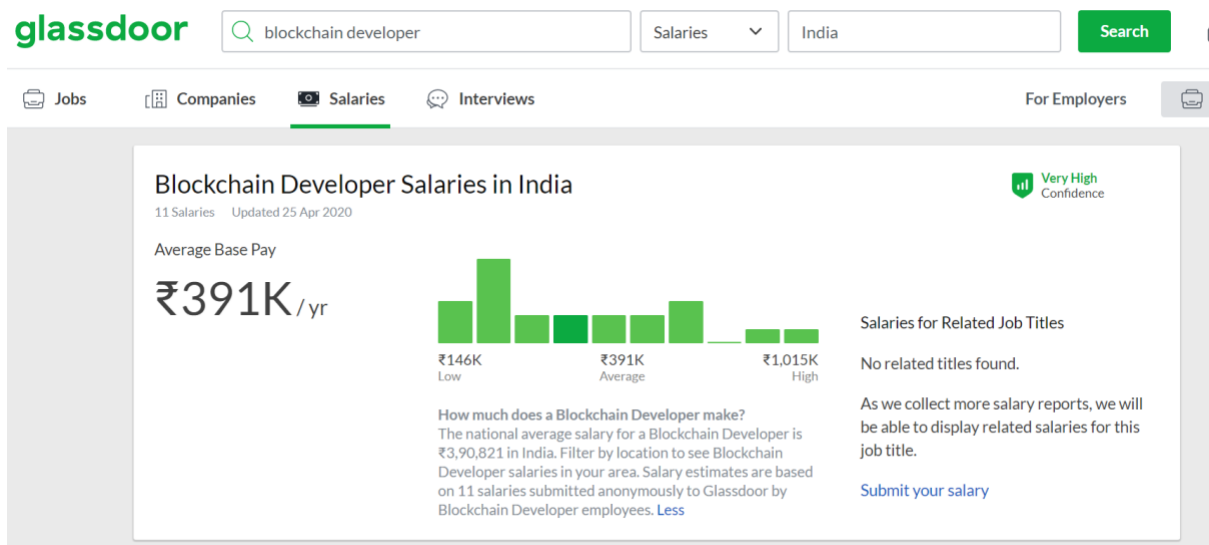 glassdoor
blockchain developer
Salaries
India
Search
Jobs
Companies
Salaries
Interviews
For Employers
Blockchain Developer Salaries in India
11 Salaries Updated 25 Apr 2020
Very High
Confidence
Average Base Pay
₹391K / yr
₹146K
Low
₹391K
Average
₹1,015K
High
How much does a Blockchain Developer make?
The national average salary for a Blockchain Developer is
₹3,90,821 in India. Filter by location to see Blockchain
Developer salaries in your area. Salary estimates are based
on 11 salaries submitted anonymously to Glassdoor by
Blockchain Developer employees. Less
Salaries for Related Job Titles
No related titles found.
As we collect more salary reports, we will
be able to display related salaries for this
job title.
Submit your salary